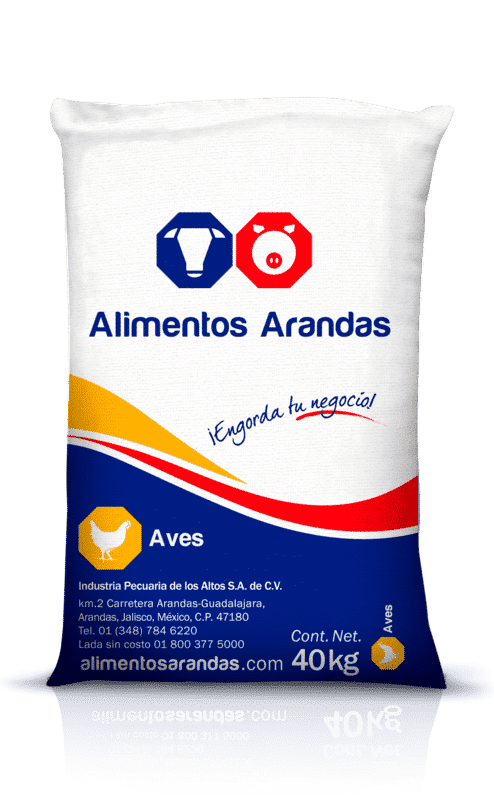 Alimentos Arandas
¡Engorda tu negocio!
Aves
Industria Pecuaria de los Altos S.A. de C.V.
km.2 Carretera Arandas-Guadalajara,
Arandas, Jalisco, México, C.P. 47180
Tel. 01 (348) 784 6220
Lada sin costo 01 800 377 5000
alimentosarandas.com
Cont. Net.
40kg
Aves